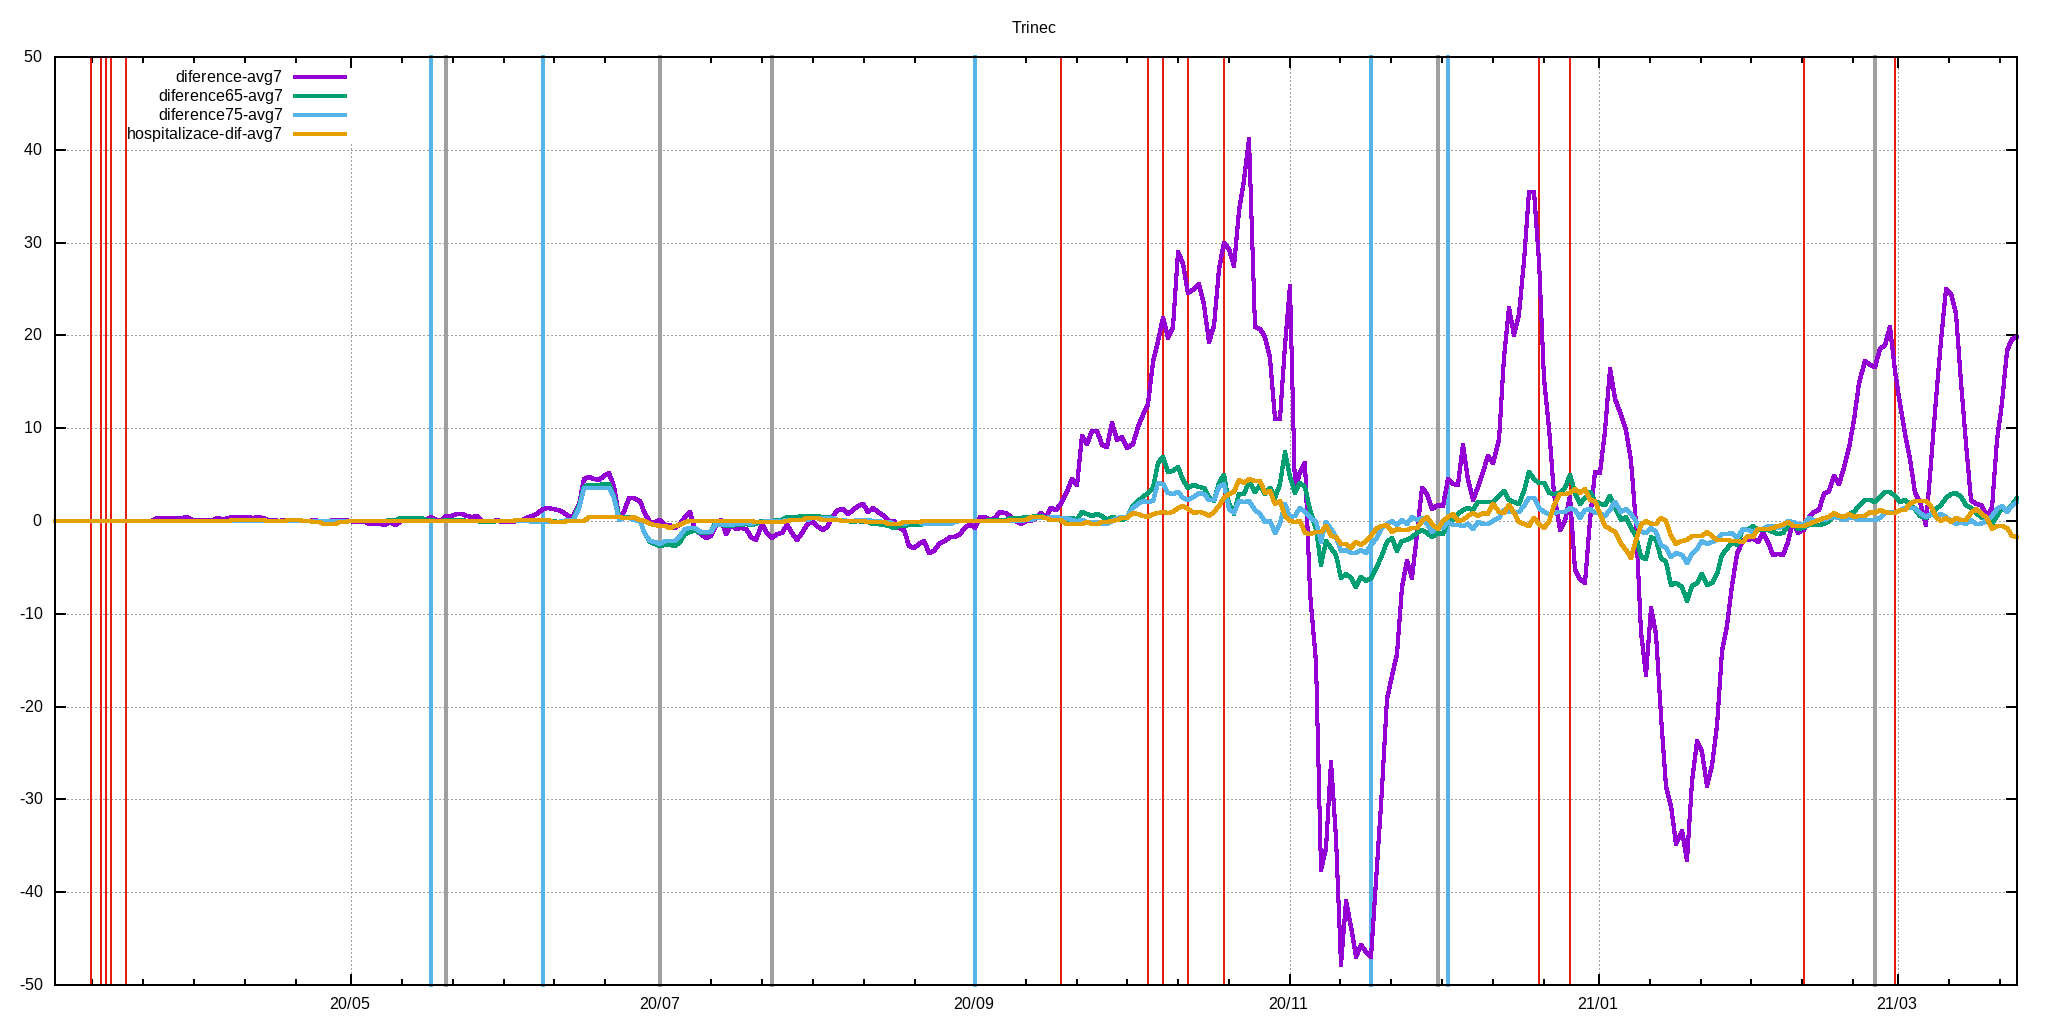 Trinec
50
diference-avg7
diference65-avg7
diference75-avg7
hospitalizace-dif-avg7
40
30
20
10
0
-10
-20
-30
-40
-50
20/05 20/07 20/09 20/11 21/01 21/03